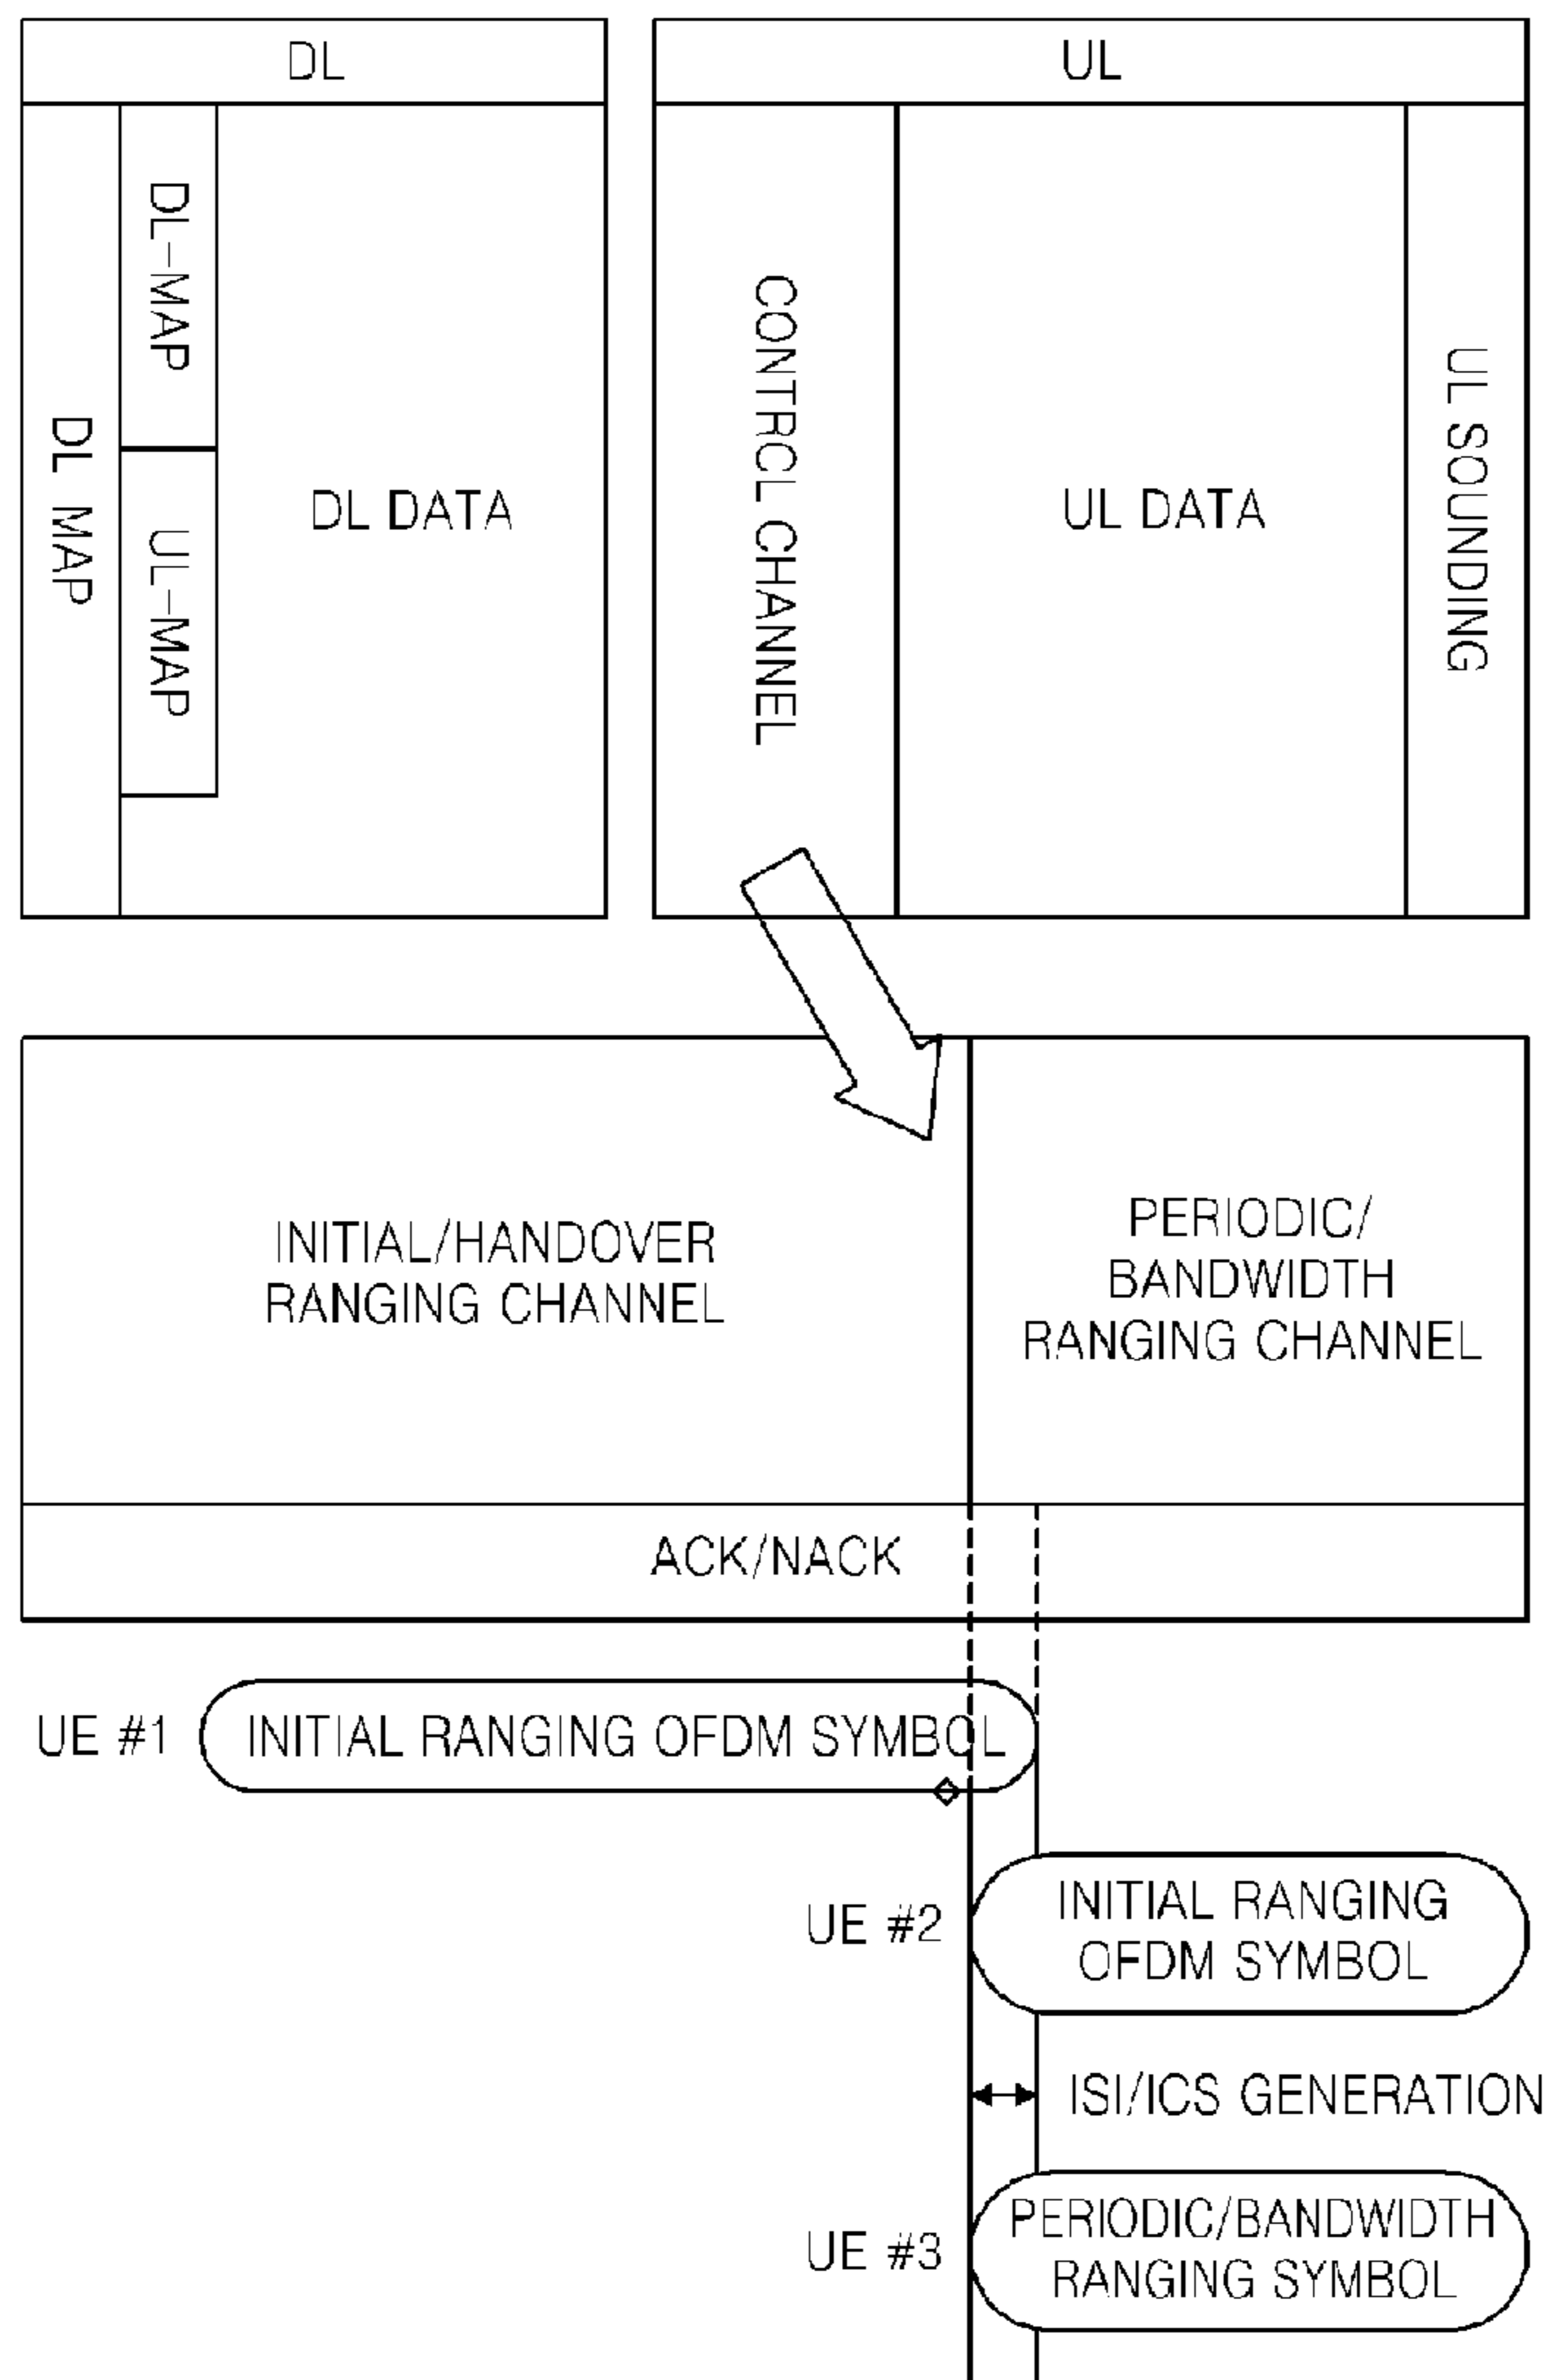 DL
UL
DL MAP
DL-MAP
UL-MAP
DL DATA
CONTROL CHANNEL
UL DATA
UL SOUNDING
INITIAL/HANDOVER
RANGING CHANNEL
PERIODIC/
BANDWIDTH
RANGING CHANNEL
ACK/NACK
UE #1
INITIAL RANGING OFDM SYMBOL
UE #2
INITIAL RANGING
OFDM SYMBOL
ISI/ICS GENERATION
UE #3
PERIODIC/BANDWIDTH
RANGING SYMBOL